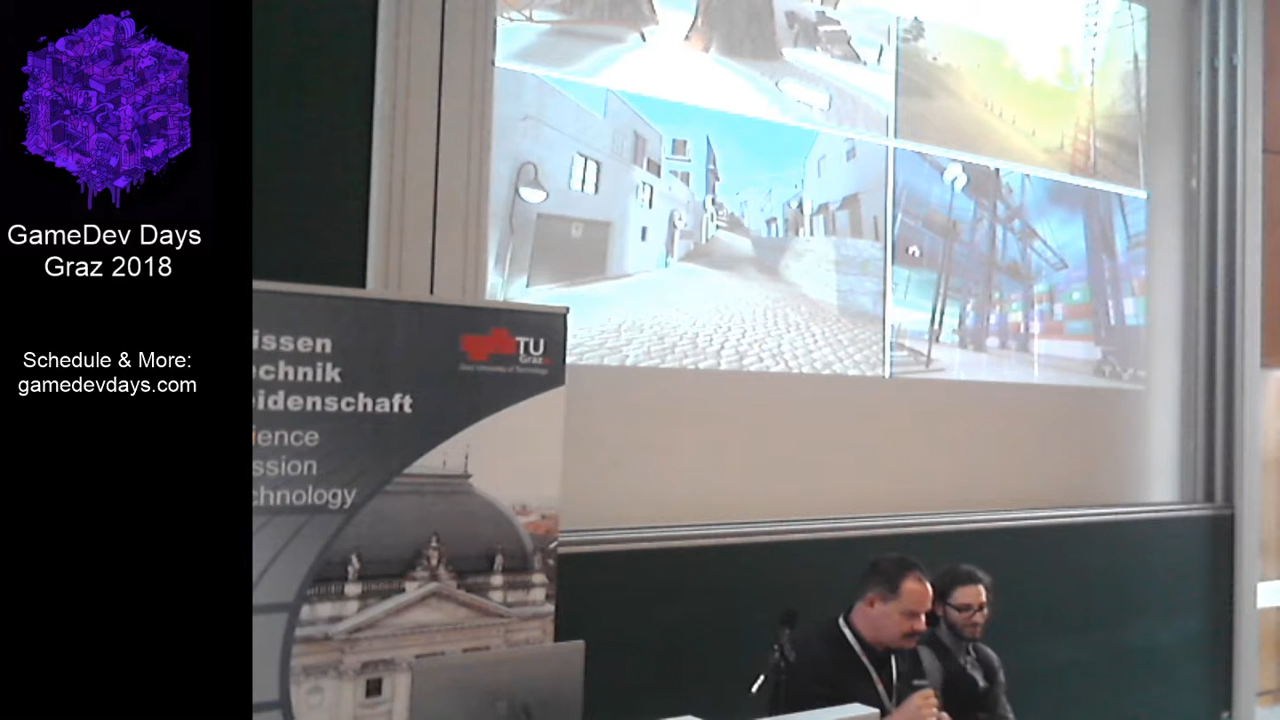 GameDev Days
Graz 2018
Schedule & More:
gamedevdays.com
issen
echnik
eidenschaft
ience
ssion
chnology
TU
Graz